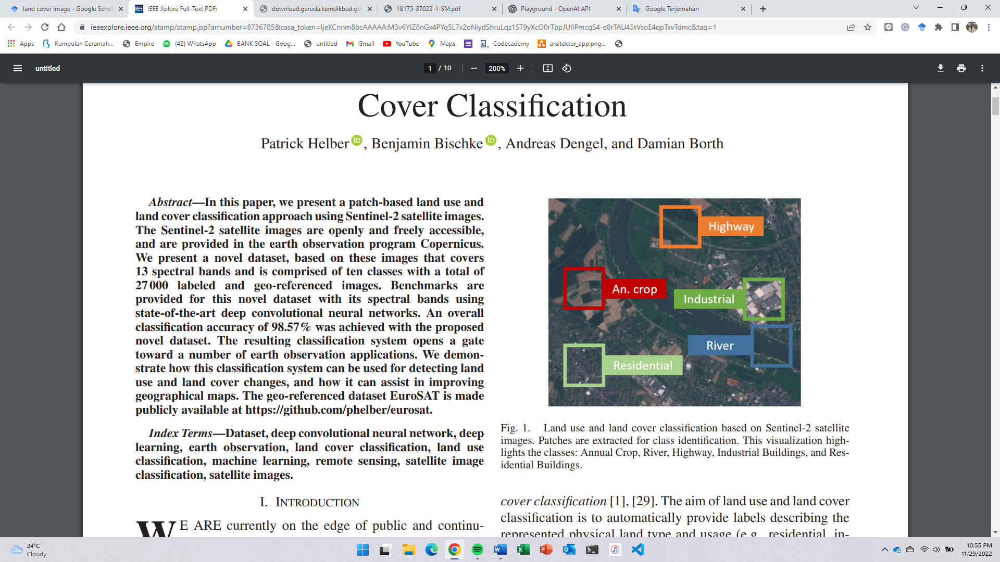 land cover image - Google Schol
IEEE Xplore Full-Text PDF:
download.garuda.kemdikbud.go.
18175-37022-1-SM.pdf
Playground - OpenAI API
Google Terjemahan
ieeexplore.ieee.org/stamp/stamp.jsp?arnumber=8736785&casa_token=IjeKCnnm8bcAAAAA:M3v6YIZ8nGx4PYq5L7x2oNiydShruLqz1ST9yXcO0rTbpJUIIPmcgS4-e8rTAU45tVsoE4qpTxvTdmc&tag=1
Apps
Kumpulan Ceramah...
Empire
99+
(42) WhatsApp
BANK SOAL - Goog...
untitled
Gmail
YouTube
Maps
Codecademy
arsitektur_app.png...
untitled
1 / 10
200%
Cover Classification
Patrick Helber iD, Benjamin Bischke iD, Andreas Dengel, and Damian Borth
Abstract—In this paper, we present a patch-based land use and
land cover classification approach using Sentinel-2 satellite images.
The Sentinel-2 satellite images are openly and freely accessible,
and are provided in the earth observation program Copernicus.
We present a novel dataset, based on these images that covers
13 spectral bands and is comprised of ten classes with a total of
27 000 labeled and geo-referenced images. Benchmarks are
provided for this novel dataset with its spectral bands using
state-of-the-art deep convolutional neural networks. An overall
classification accuracy of 98.57% was achieved with the proposed
novel dataset. The resulting classification system opens a gate
toward a number of earth observation applications. We demon-
strate how this classification system can be used for detecting land
use and land cover changes, and how it can assist in improving
geographical maps. The geo-referenced dataset EuroSAT is made
publicly available at https://github.com/phelber/eurosat.
Index Terms—Dataset, deep convolutional neural network, deep
learning, earth observation, land cover classification, land use
classification, machine learning, remote sensing, satellite image
classification, satellite images.
I. INTRODUCTION
WE ARE currently on the edge of public and continu-
Highway
An. crop
Industrial
River
Residential
Fig. 1. Land use and land cover classification based on Sentinel-2 satellite
images. Patches are extracted for class identification. This visualization high-
lights the classes: Annual Crop, River, Highway, Industrial Buildings, and Res-
idential Buildings.
cover classification [1], [29]. The aim of land use and land cover
classification is to automatically provide labels describing the
represented physical land type and usage (e.g., residential, in-
24°C
Cloudy
10:55 PM
11/29/2022